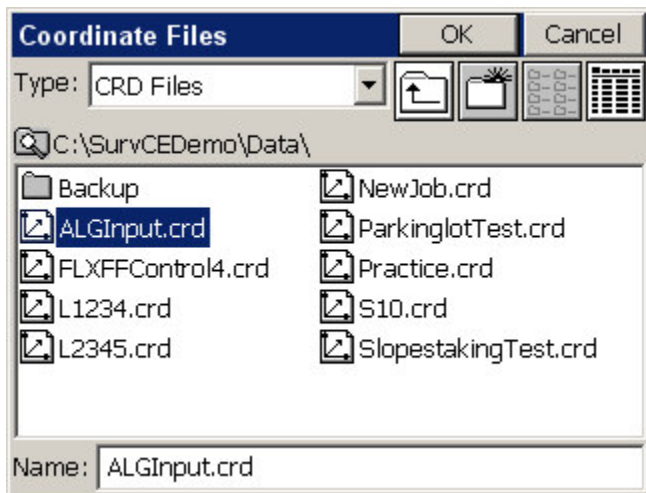 Coordinate Files OK Cancel
Type: CRD Files
C:\SurvCEDemo\Data\
Backup
ALGInput.crd
FLXFFControl4.crd
L1234.crd
L2345.crd
NewJob.crd
ParkinglotTest.crd
Practice.crd
S10.crd
SlopestakingTest.crd
Name: ALGInput.crd